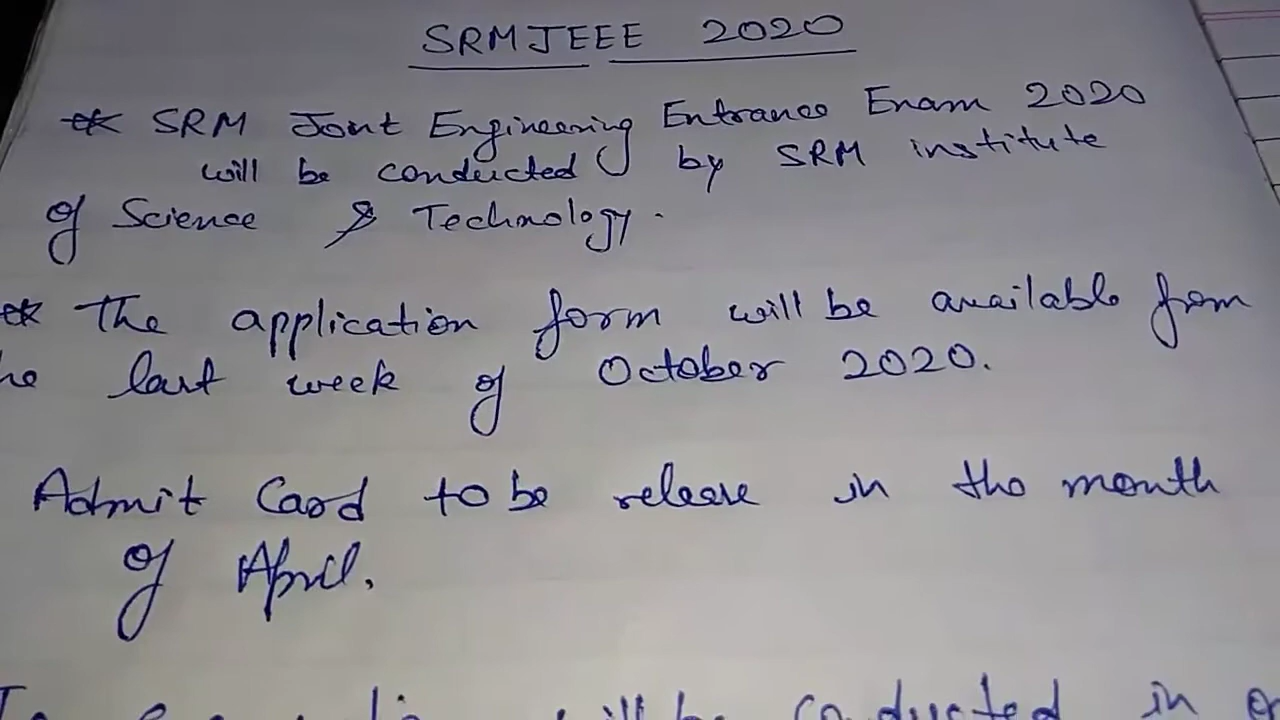 SRMJEEE 2020
* SRM Joint Engineering Entrance Exam 2020
will be conducted by SRM institute
of Science & Technology.
* The application form will be available from
he last week of October 2020.
Admit Card to be release in the month
of April.
will be conducted in